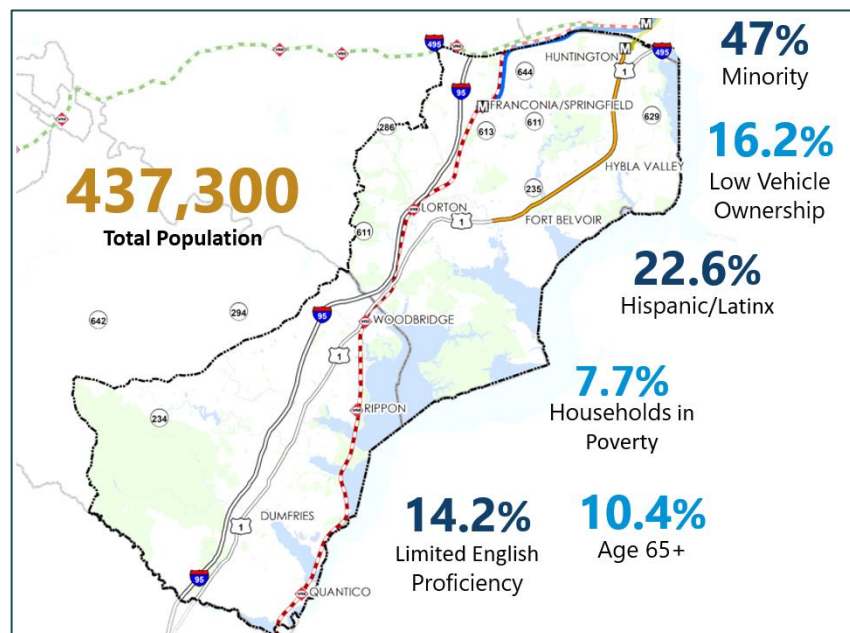 47%
Minority
16.2%
Low Vehicle
Ownership
22.6%
Hispanic/Latinx
7.7%
Households in
Poverty
14.2%
Limited English
Proficiency
10.4%
Age 65+
437,300
Total Population
495
M
HUNTINGTON
M
495
1
95
644
M
FRANCONIA/SPRINGFIELD
286
613
611
629
HYBLA VALLEY
235
LORTON
1
FORT BELVOIR
611
642
294
95
WOODBRIDGE
1
234
RIPPON
DUMFRIES
1
95
QUANTICO